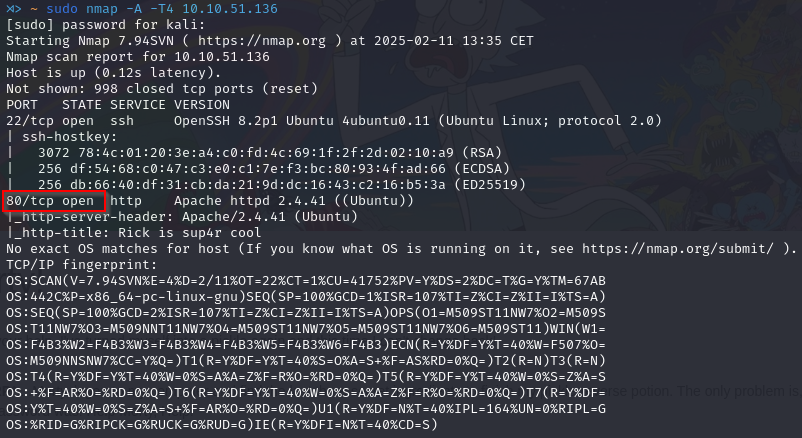 ⋊> ~ sudo nmap -A -T4 10.10.51.136
[sudo] password for kali:
Starting Nmap 7.94SVN ( https://nmap.org ) at 2025-02-11 13:35 CET
Nmap scan report for 10.10.51.136
Host is up (0.12s latency).
Not shown: 998 closed tcp ports (reset)
PORT   STATE SERVICE VERSION
22/tcp open  ssh     OpenSSH 8.2p1 Ubuntu 4ubuntu0.11 (Ubuntu Linux; protocol 2.0)
| ssh-hostkey:
|   3072 78:4c:01:20:3e:a4:c0:fd:4c:69:1f:2f:2d:02:10:a9 (RSA)
|   256 df:54:68:c0:47:c3:e0:c1:7e:f3:bc:80:93:4f:ad:66 (ECDSA)
|   256 db:66:40:df:31:cb:da:21:9d:dc:16:43:c2:16:b5:3a (ED25519)
80/tcp open  http    Apache httpd 2.4.41 ((Ubuntu))
|_http-server-header: Apache/2.4.41 (Ubuntu)
|_http-title: Rick is sup4r cool
No exact OS matches for host (If you know what OS is running on it, see https://nmap.org/submit/ ).
TCP/IP fingerprint:
OS:SCAN(V=7.94SVN%E=4%D=2/11%OT=22%CT=1%CU=41752%PV=Y%DS=2%DC=T%G=Y%TM=67AB
OS:442C%P=x86_64-pc-linux-gnu)SEQ(SP=100%GCD=1%ISR=107%TI=Z%CI=Z%II=I%TS=A)
OS:SEQ(SP=100%GCD=2%ISR=107%TI=Z%CI=Z%II=I%TS=A)OPS(O1=M509ST11NW7%O2=M509S
OS:T11NW7%O3=M509NNT11NW7%O4=M509ST11NW7%O5=M509ST11NW7%O6=M509ST11)WIN(W1=
OS:F4B3%W2=F4B3%W3=F4B3%W4=F4B3%W5=F4B3%W6=F4B3)ECN(R=Y%DF=Y%T=40%W=F507%O=
OS:M509NNSNW7%CC=Y%Q=)T1(R=Y%DF=Y%T=40%S=O%A=S+%F=AS%RD=0%Q=)T2(R=N)T3(R=N)
OS:T4(R=Y%DF=Y%T=40%W=0%S=A%A=Z%F=R%O=%RD=0%Q=)T5(R=Y%DF=Y%T=40%W=0%S=Z%A=S
OS:+%F=AR%O=%RD=0%Q=)T6(R=Y%DF=Y%T=40%W=0%S=A%A=Z%F=R%O=%RD=0%Q=)T7(R=Y%DF=
OS:Y%T=40%W=0%S=Z%A=S+%F=AR%O=%RD=0%Q=)U1(R=Y%DF=N%T=40%IPL=164%UN=0%RIPL=G
OS:%RID=G%RIPCK=G%RUCK=G%RUD=G)IE(R=Y%DFI=N%T=40%CD=S)
potion. The only problem is,